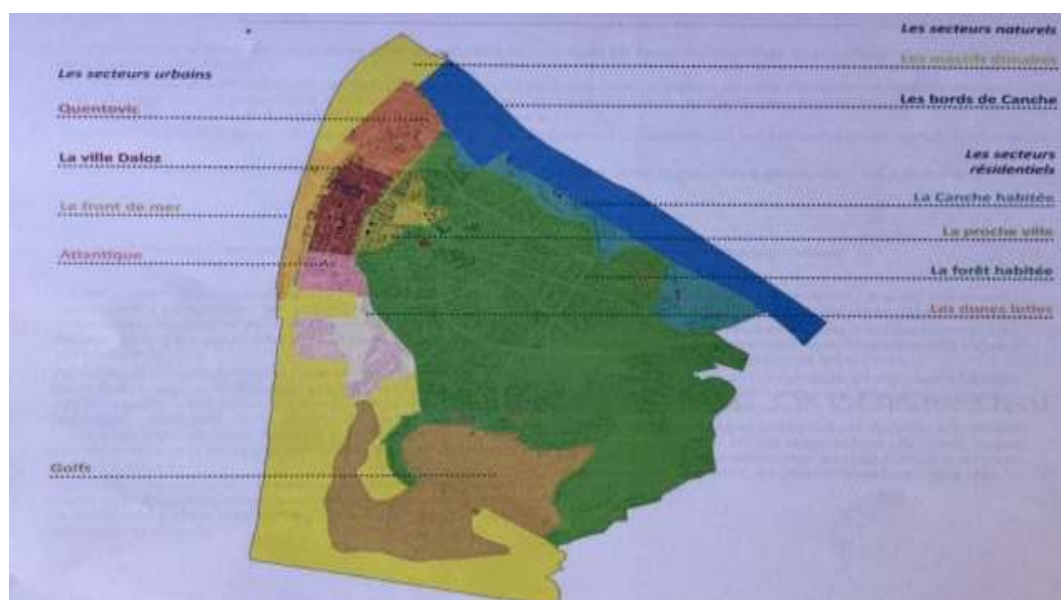 Les secteurs urbains
Quentovic
La ville Daloz
Le front de mer
Atlantique
Golfs
Les secteurs naturels
Les massifs dunaires
Les bords de Canche
Les secteurs
résidentiels
La Canche habitée
La proche ville
La forêt habitée
Les dunes loties